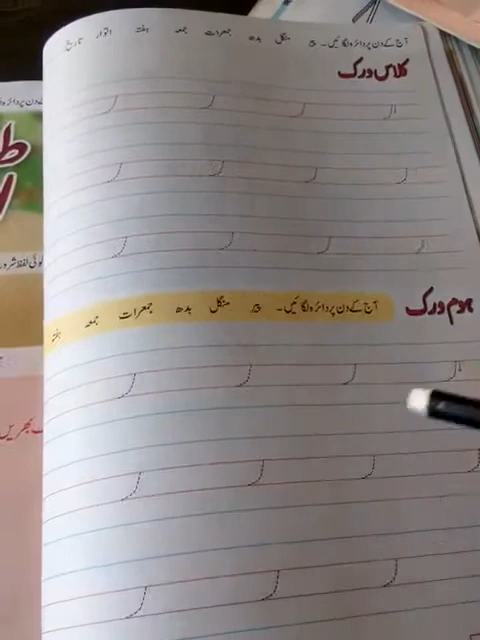 آج کے دن پر دائرہ لگائیں۔ پیر منگل بدھ جمعرات جمعہ ہفتہ اتوار تاریخ
کلاس ورک
ر ر ر ر
ر ر ر ر
ر ر ر ر
ہوم ورک
آج کے دن پر دائرہ لگائیں۔ پیر منگل بدھ جمعرات جمعہ ہفتہ
ر ر ر ر
ر ر ر ر
ر ر ر